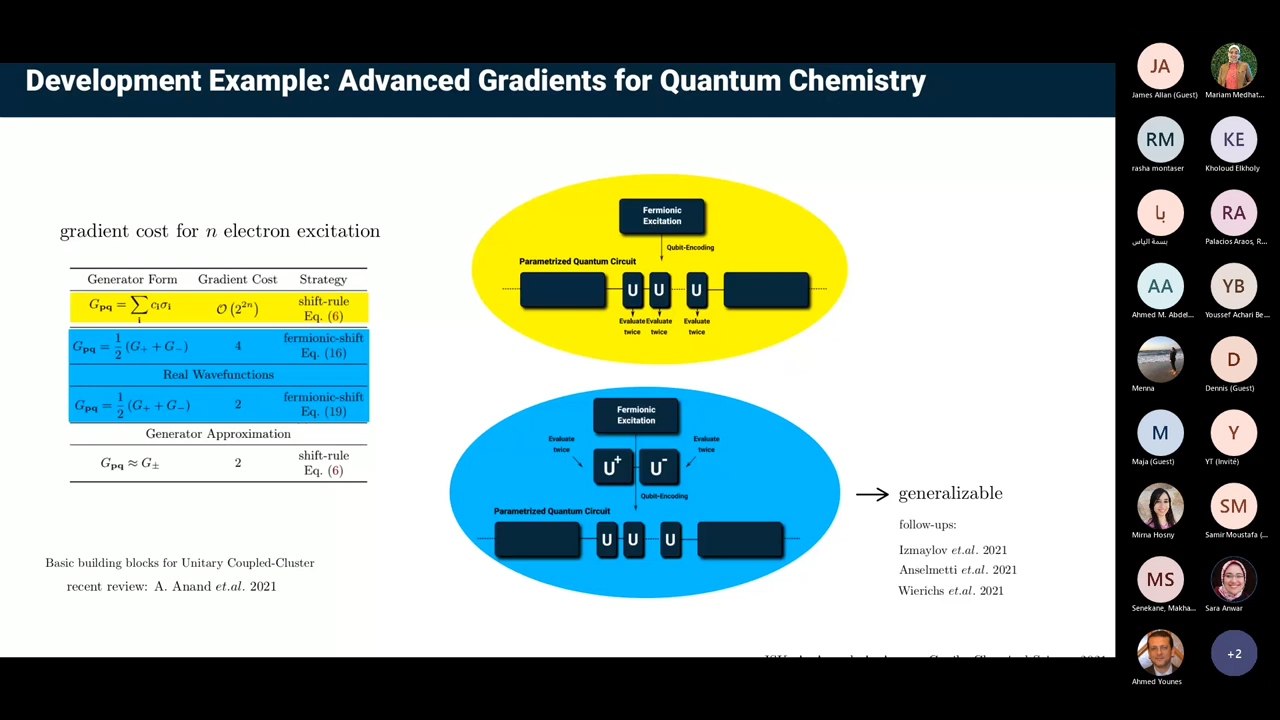 Development Example: Advanced Gradients for Quantum Chemistry
gradient cost for n electron excitation
Generator Form Gradient Cost Strategy
G_pq = ∑_i c_i σ_i O(2^{2n}) shift-rule Eq. (6)
G_pq = 1/2 (G_+ + G_-) 4 fermionic-shift Eq. (16)
Real Wavefunctions
G_pq = 1/2 (G_+ + G_-) 2 fermionic-shift Eq. (19)
Generator Approximation
G_pq ≈ G_± 2 shift-rule Eq. (6)
Basic building blocks for Unitary Coupled-Cluster
recent review: A. Anand et.al. 2021
Fermionic
Excitation
Qubit-Encoding
Parametrized Quantum Circuit
U U U
Evaluate Evaluate Evaluate
twice twice twice
Fermionic
Excitation
Evaluate
twice
Evaluate
twice
U+ U-
Qubit-Encoding
Parametrized Quantum Circuit
U U U
→ generalizable
follow-ups:
Izmaylov et.al. 2021
Anselmetti et.al. 2021
Wierichs et.al. 2021
JA
James Allan (Guest)
Mariam Medhat...
RM
rasha montaser
KE
Kholoud Elkholy
با
بسمة الياس
RA
Palacios Araos, R...
AA
Ahmed M. Abdel...
YB
Youssef Achari Be...
Menna
D
Dennis (Guest)
M
Maja (Guest)
Y
YT (Invité)
Mirna Hosny
SM
Samir Moustafa (...
MS
Senekane, Makha...
Sara Anwar
Ahmed Younes
+2